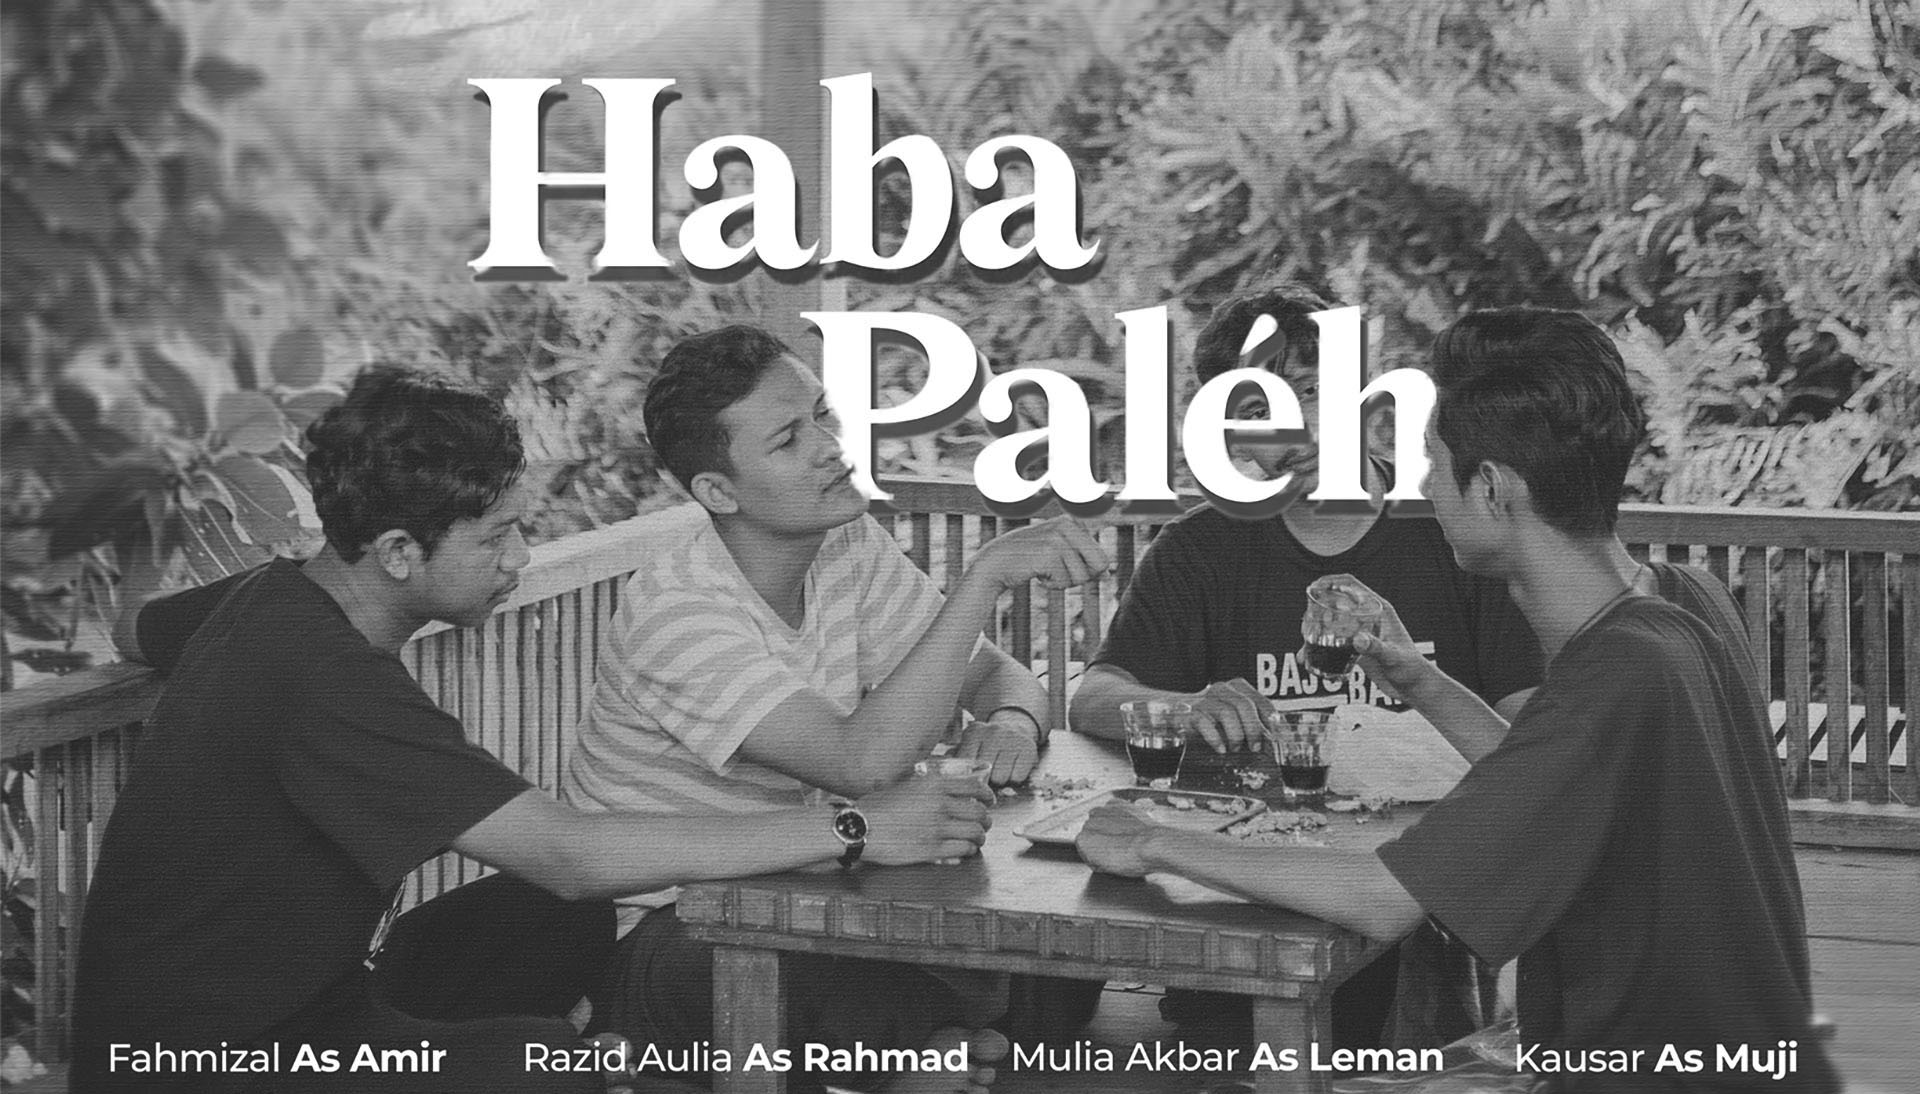 Haba
Paléh
BAJU BA
Fahmizal As Amir
Razid Aulia As Rahmad
Mulia Akbar As Leman
Kausar As Muji